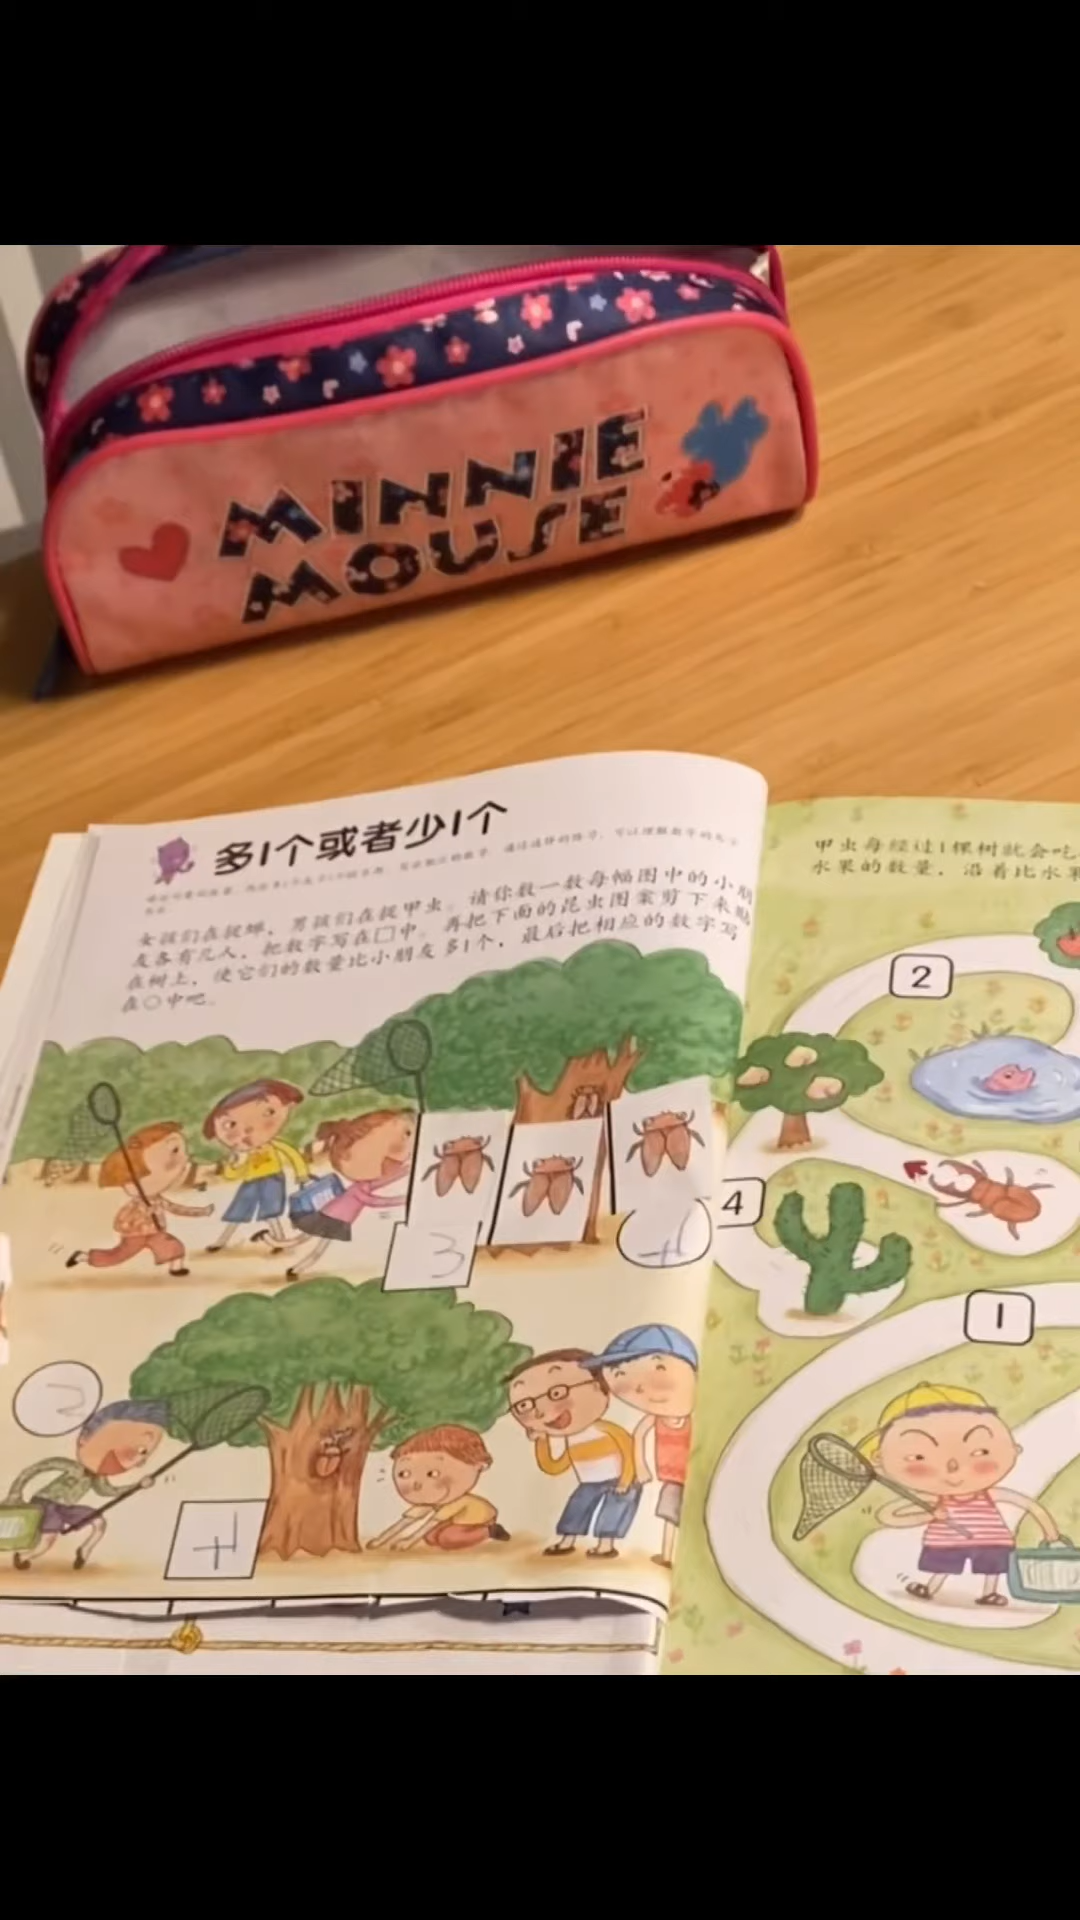 MINNIE
MOUSE
多1个或者少1个
女孩们在捉蝉，男孩们在捉甲虫。请你数一数每幅图中的小朋
友各有几人，把数字写在□中。再把下面的昆虫图案剪下来贴
在树上，使它们的数量比小朋友多1个，最后把相应的数字写
在○中吧。
3
4
2
4
甲虫每经过1棵树就会吃
水果的数量，沿着比水果
2
4
1